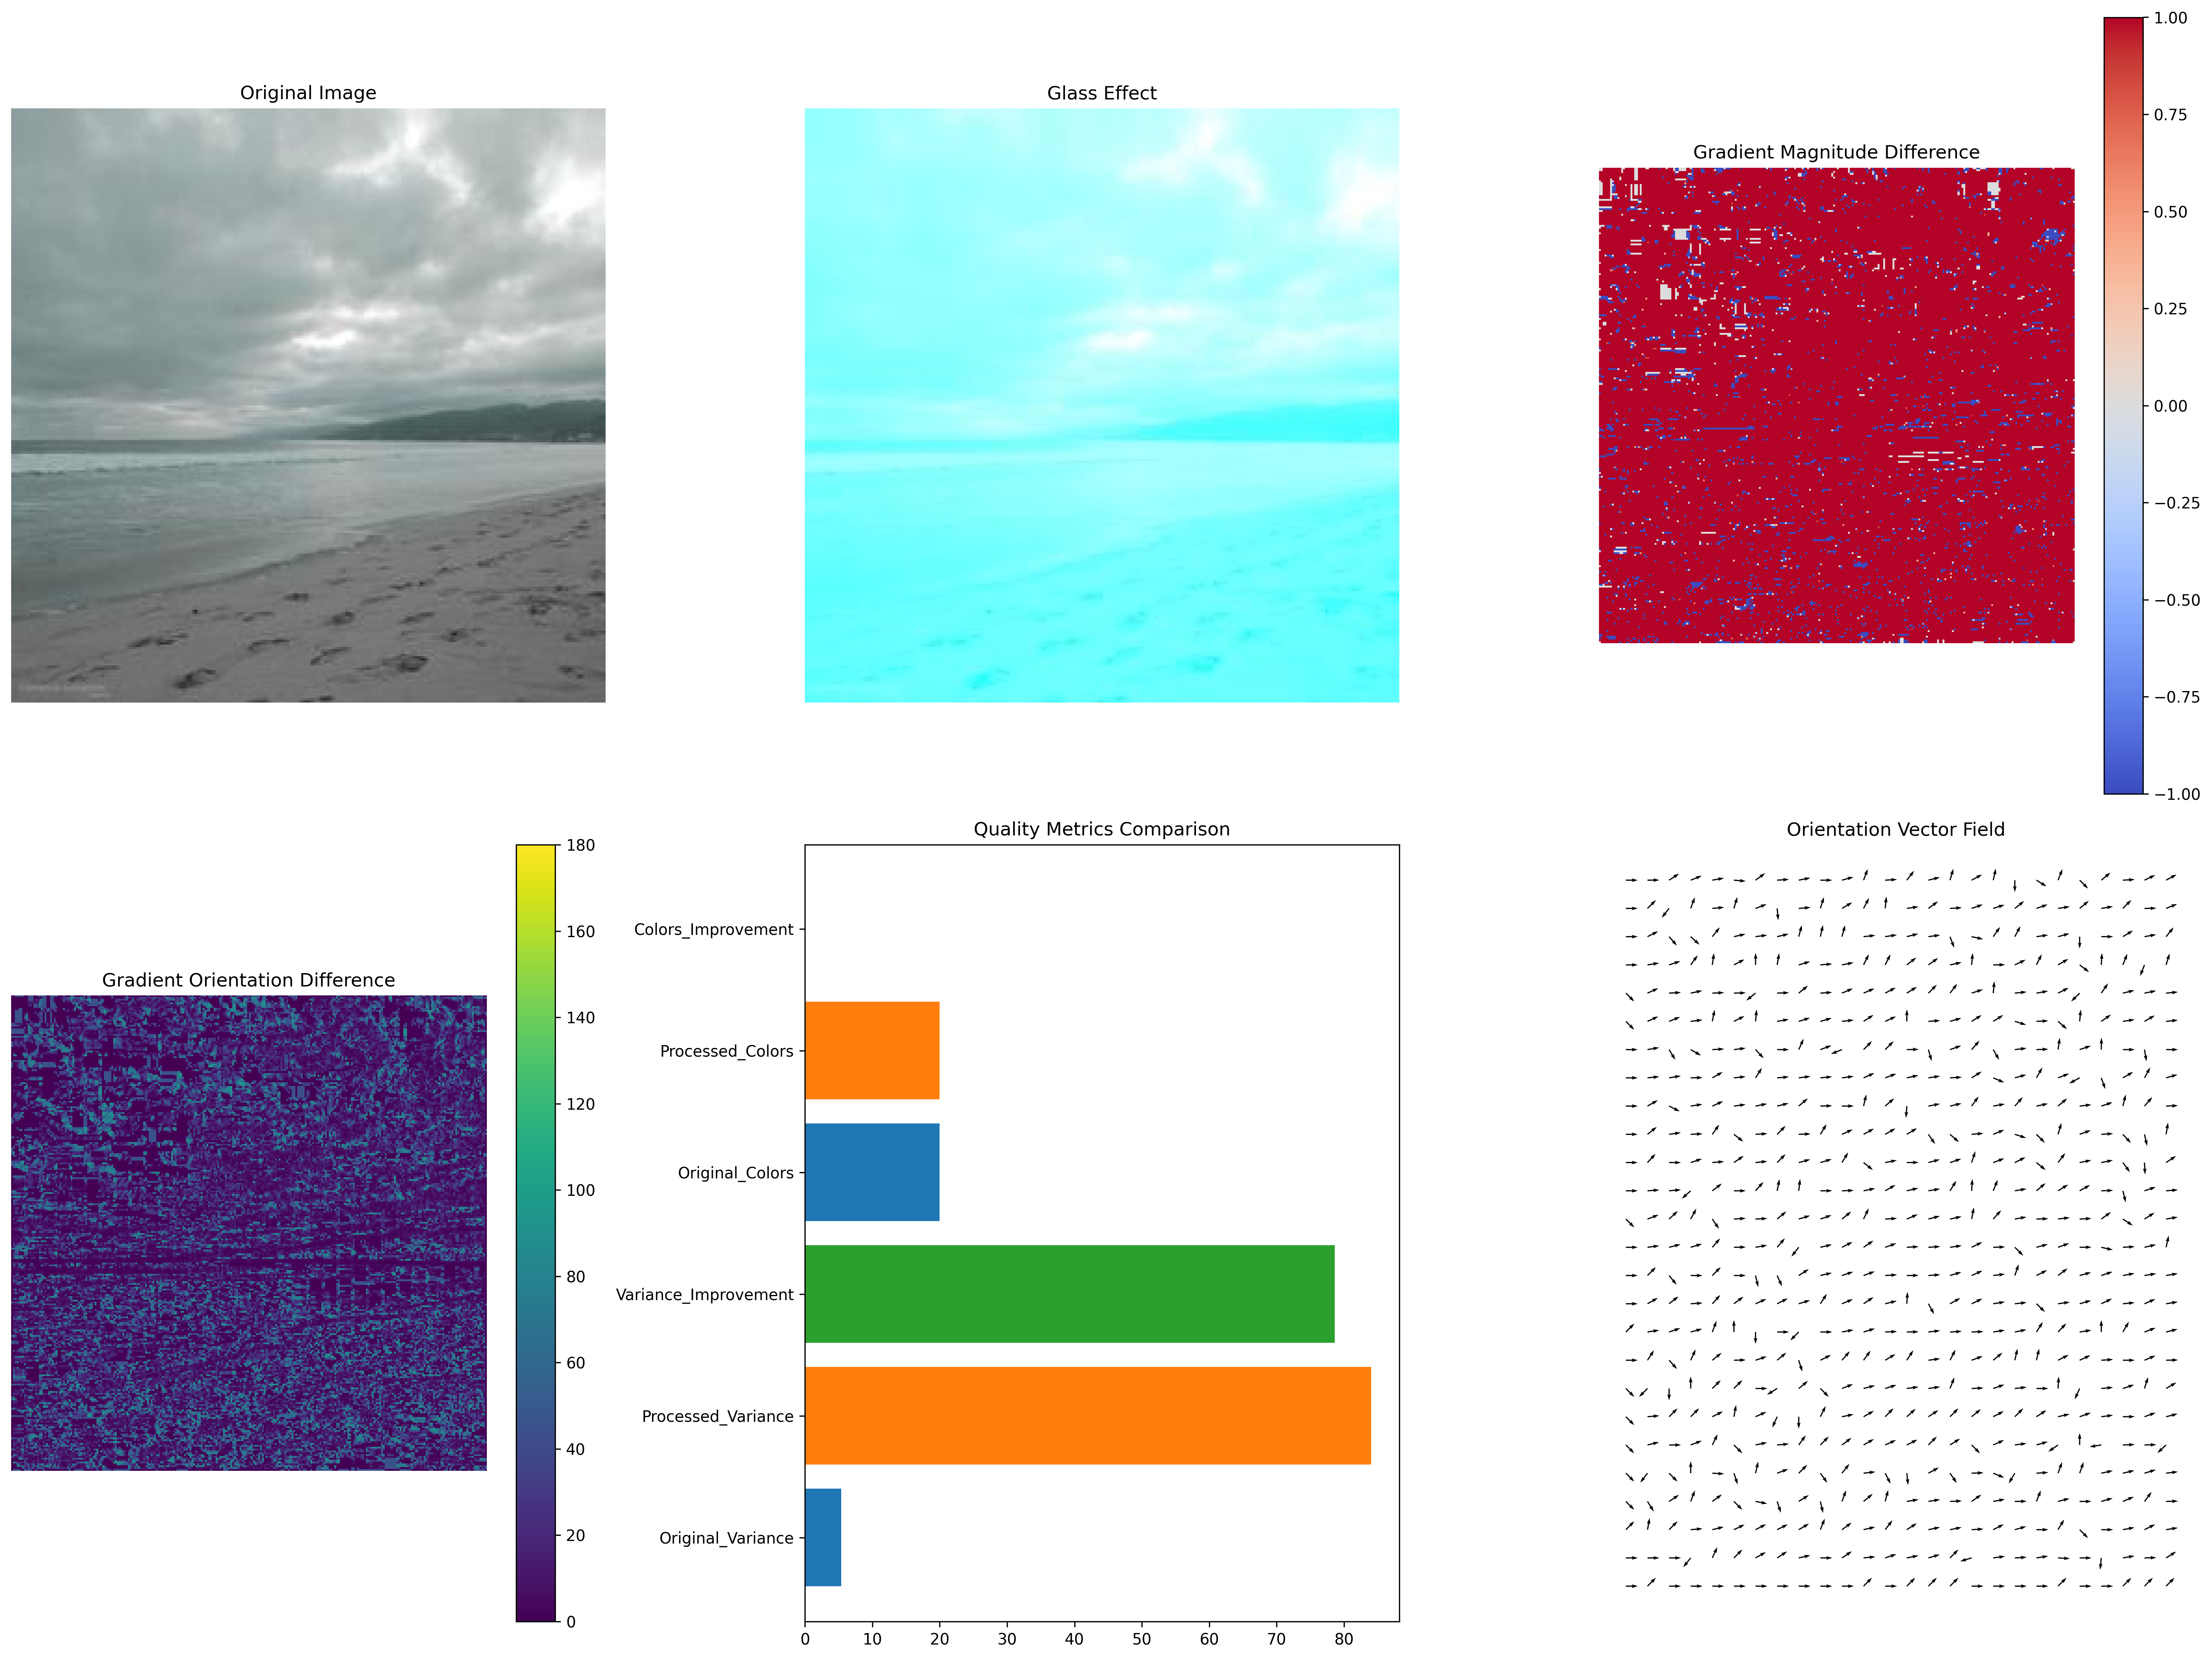 Original Image
Glass Effect
Gradient Magnitude Difference
1.00
0.75
0.50
0.25
0.00
−0.25
−0.50
−0.75
−1.00
Gradient Orientation Difference
180
160
140
120
100
80
60
40
20
0
Quality Metrics Comparison
Colors_Improvement
Processed_Colors
Original_Colors
Variance_Improvement
Processed_Variance
Original_Variance
0 10 20 30 40 50 60 70 80
Orientation Vector Field